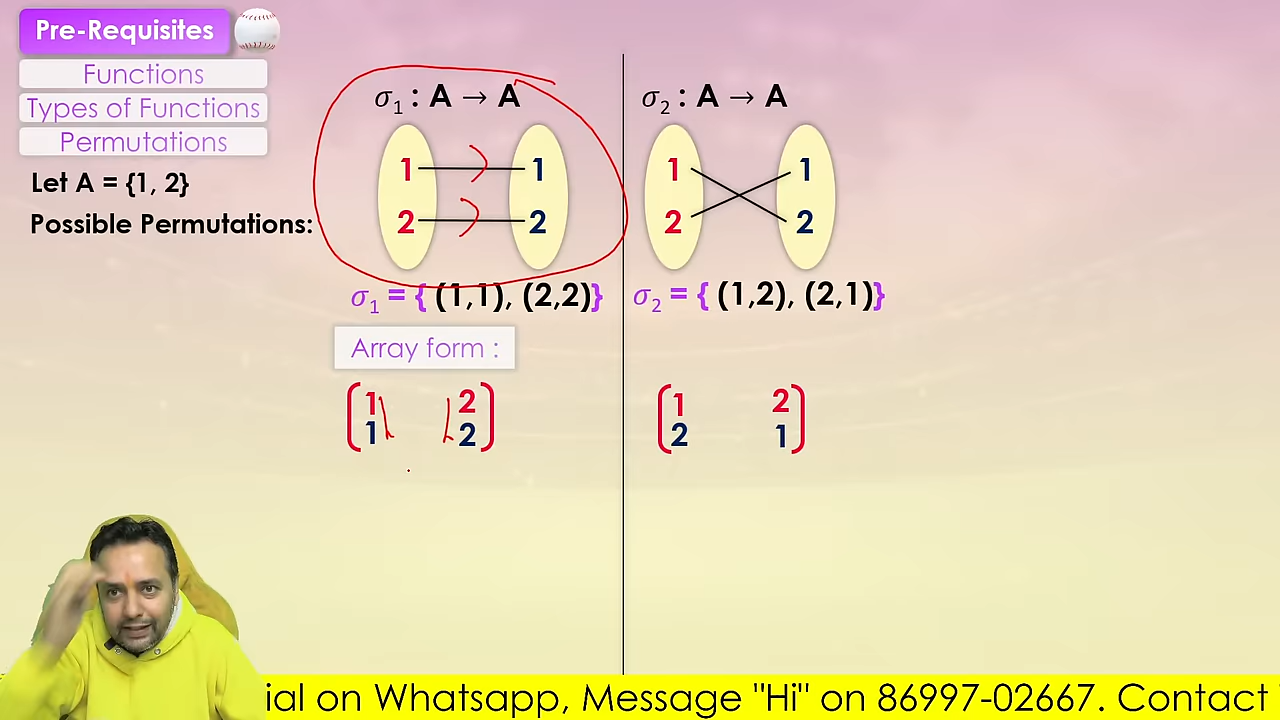 Pre-Requisites
Functions
Types of Functions
Permutations
Let A = {1, 2}
Possible Permutations:
σ₁ : A → A
1 1
2 2
σ₁ = { (1,1), (2,2)}
Array form :
1 2
1 2
σ₂ : A → A
1 1
2 2
σ₂ = { (1,2), (2,1)}
1 2
2 1
ial on Whatsapp, Message "Hi" on 86997-02667. Contact